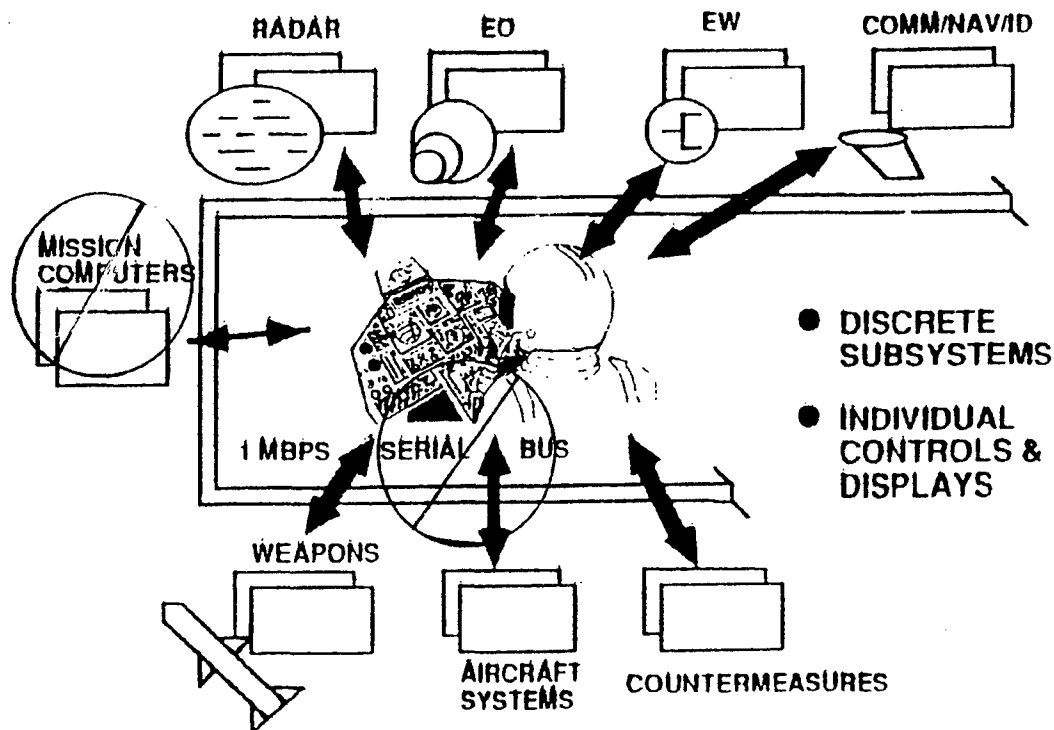 RADAR
EO
EW
COMM/NAV/ID
MISSION
COMPUTERS
● DISCRETE
SUBSYSTEMS
● INDIVIDUAL
CONTROLS &
DISPLAYS
1 MBPS SERIAL BUS
WEAPONS
AIRCRAFT
SYSTEMS
COUNTERMEASURES